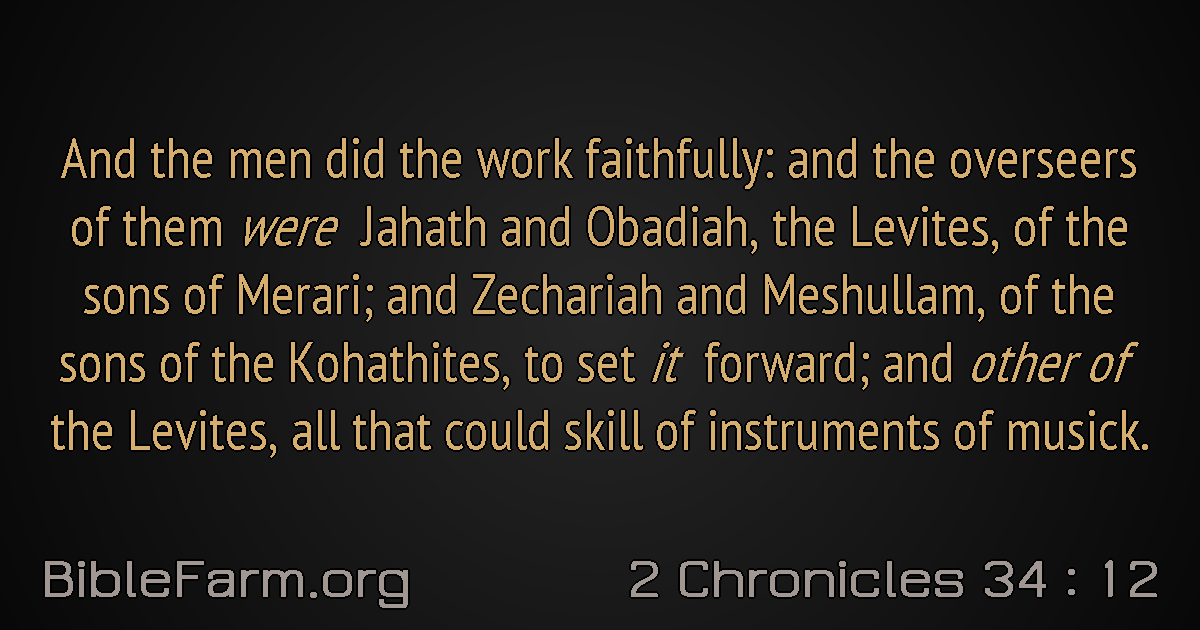 And the men did the work faithfully: and the overseers
of them were Jahath and Obadiah, the Levites, of the
sons of Merari; and Zechariah and Meshullam, of the
sons of the Kohathites, to set it forward; and other of
the Levites, all that could skill of instruments of musick.
BibleFarm.org
2 Chronicles 34 : 12